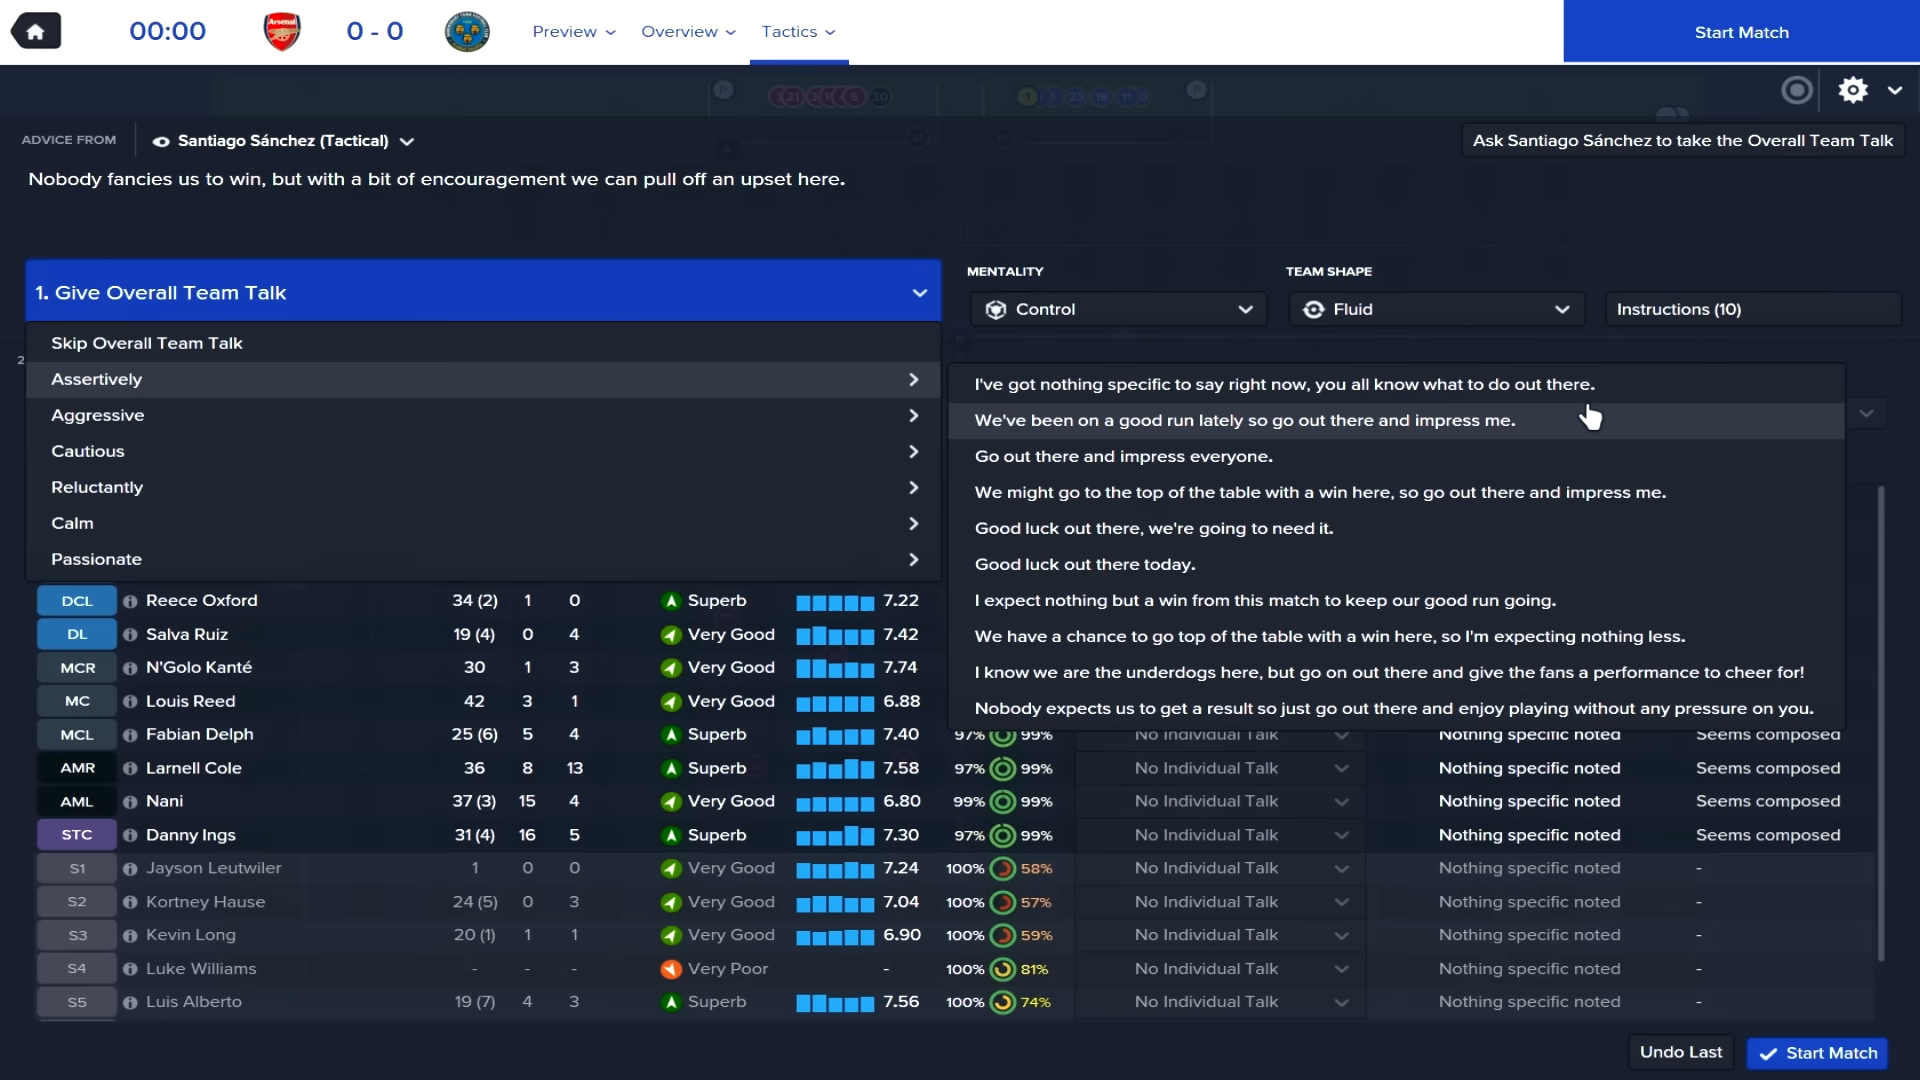 00:00 Arsenal 0 - 0 Preview Overview Tactics Start Match
ADVICE FROM Santiago Sánchez (Tactical) Ask Santiago Sánchez to take the Overall Team Talk
Nobody fancies us to win, but with a bit of encouragement we can pull off an upset here.
MENTALITY TEAM SHAPE
1. Give Overall Team Talk Control Fluid Instructions (10)
Skip Overall Team Talk
2
Assertively
Aggressive
Cautious
Reluctantly
Calm
Passionate
I've got nothing specific to say right now, you all know what to do out there.
We've been on a good run lately so go out there and impress me.
Go out there and impress everyone.
We might go to the top of the table with a win here, so go out there and impress me.
Good luck out there, we're going to need it.
Good luck out there today.
I expect nothing but a win from this match to keep our good run going.
We have a chance to go top of the table with a win here, so I'm expecting nothing less.
I know we are the underdogs here, but go on out there and give the fans a performance to cheer for!
Nobody expects us to get a result so just go out there and enjoy playing without any pressure on you.
DCL Reece Oxford 34 (2) 1 0 Superb 7.22
DL Salva Ruiz 19 (4) 0 4 Very Good 7.42
MCR N'Golo Kanté 30 1 3 Very Good 7.74
MC Louis Reed 42 3 1 Very Good 6.88
MCL Fabian Delph 25 (6) 5 4 Superb 7.40 97% 99% No Individual Talk Nothing specific noted Seems composed
AMR Larnell Cole 36 8 13 Superb 7.58 97% 99% No Individual Talk Nothing specific noted Seems composed
AML Nani 37 (3) 15 4 Very Good 6.80 99% 99% No Individual Talk Nothing specific noted Seems composed
STC Danny Ings 31 (4) 16 5 Superb 7.30 97% 99% No Individual Talk Nothing specific noted Seems composed
S1 Jayson Leutwiler 1 0 0 Very Good 7.24 100% 58% No Individual Talk Nothing specific noted -
S2 Kortney Hause 24 (5) 0 3 Very Good 7.04 100% 57% No Individual Talk Nothing specific noted -
S3 Kevin Long 20 (1) 1 1 Very Good 6.90 100% 59% No Individual Talk Nothing specific noted -
S4 Luke Williams - - - Very Poor - 100% 81% No Individual Talk Nothing specific noted -
S5 Luis Alberto 19 (7) 4 3 Superb 7.56 100% 74% No Individual Talk Nothing specific noted -
Undo Last Start Match